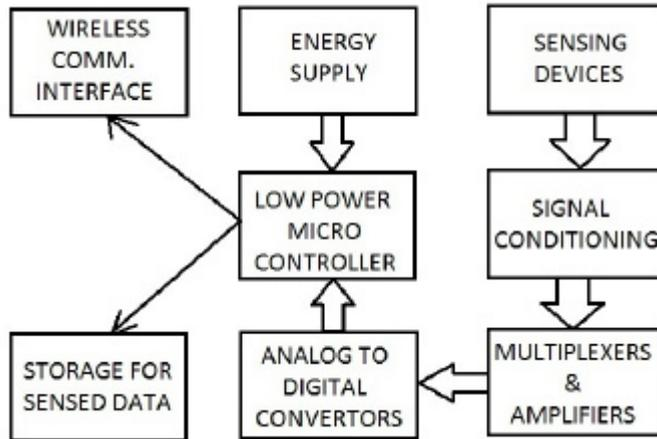 WIRELESS
COMM.
INTERFACE
ENERGY
SUPPLY
SENSING
DEVICES
LOW POWER
MICRO
CONTROLLER
SIGNAL
CONDITIONING
STORAGE FOR
SENSED DATA
ANALOG TO
DIGITAL
CONVERTORS
MULTIPLEXERS
&
AMPLIFIERS